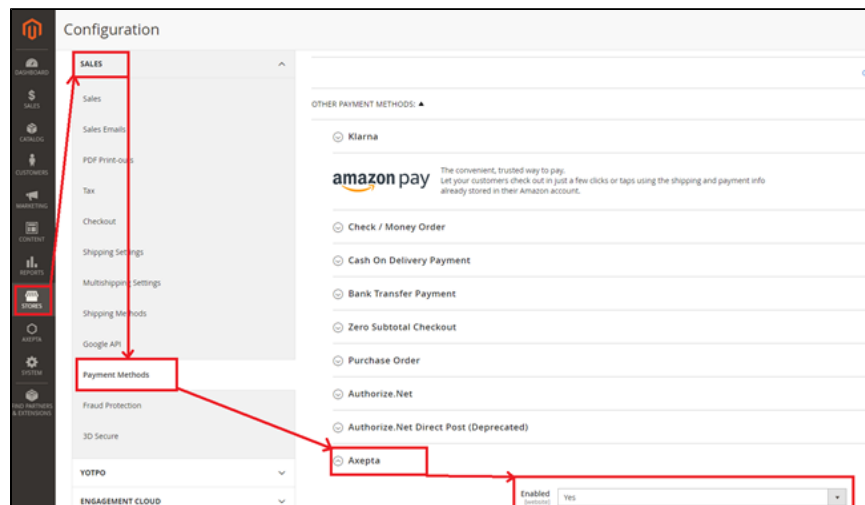 Configuration
DASHBOARD
SALES
CATALOG
CUSTOMERS
MARKETING
CONTENT
REPORTS
STORES
AXEPTA
SYSTEM
FIND PARTNERS
& EXTENSIONS
SALES
Sales
Sales Emails
PDF Print-outs
Tax
Checkout
Shipping Settings
Multishipping Settings
Shipping Methods
Google API
Payment Methods
Fraud Protection
3D Secure
YOTPO
ENGAGEMENT CLOUD
OTHER PAYMENT METHODS:
Klarna
amazon pay
The convenient, trusted way to pay.
Let your customers check out in just a few clicks or taps using the shipping and payment info
already stored in their Amazon account.
Check / Money Order
Cash On Delivery Payment
Bank Transfer Payment
Zero Subtotal Checkout
Purchase Order
Authorize.Net
Authorize.Net Direct Post (Deprecated)
Axepta
Enabled
[website]
Yes